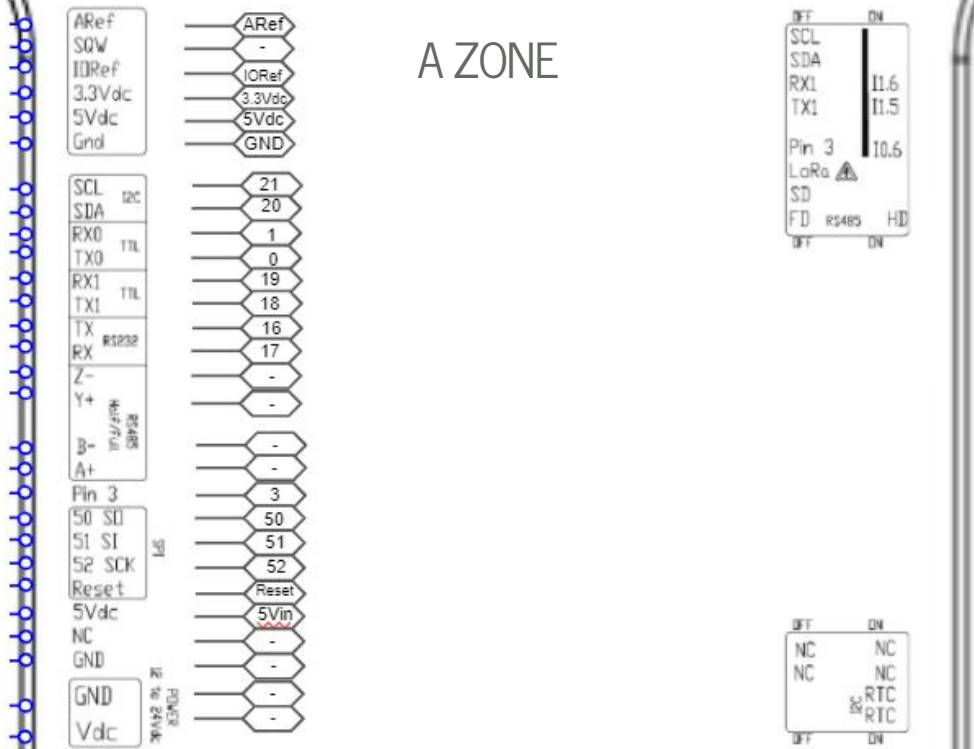 A ZONE
ARef ARef
SQW -
IORef IORef
3.3Vdc 3.3Vdc
5Vdc 5Vdc
Gnd GND
SCL 21
I2C
SDA 20
RX0 1
TTL
TX0 0
RX1 19
TTL
TX1 18
TX 16
RS232
RX 17
Z- -
Y+ -
RS485
Half/Full
B- -
A+ -
Pin 3 3
50 SO 50
51 SI 51
SPI
52 SCK 52
Reset Reset
5Vdc 5Vin
NC -
GND -
GND -
Vdc -
POWER
12 to 24Vdc
OFF ON
SCL
SDA
RX1 I1.6
TX1 I1.5
Pin 3 I0.6
LoRa
SD
FD RS485 HD
OFF ON
OFF ON
NC NC
NC NC
I2C
RTC
RTC
OFF ON